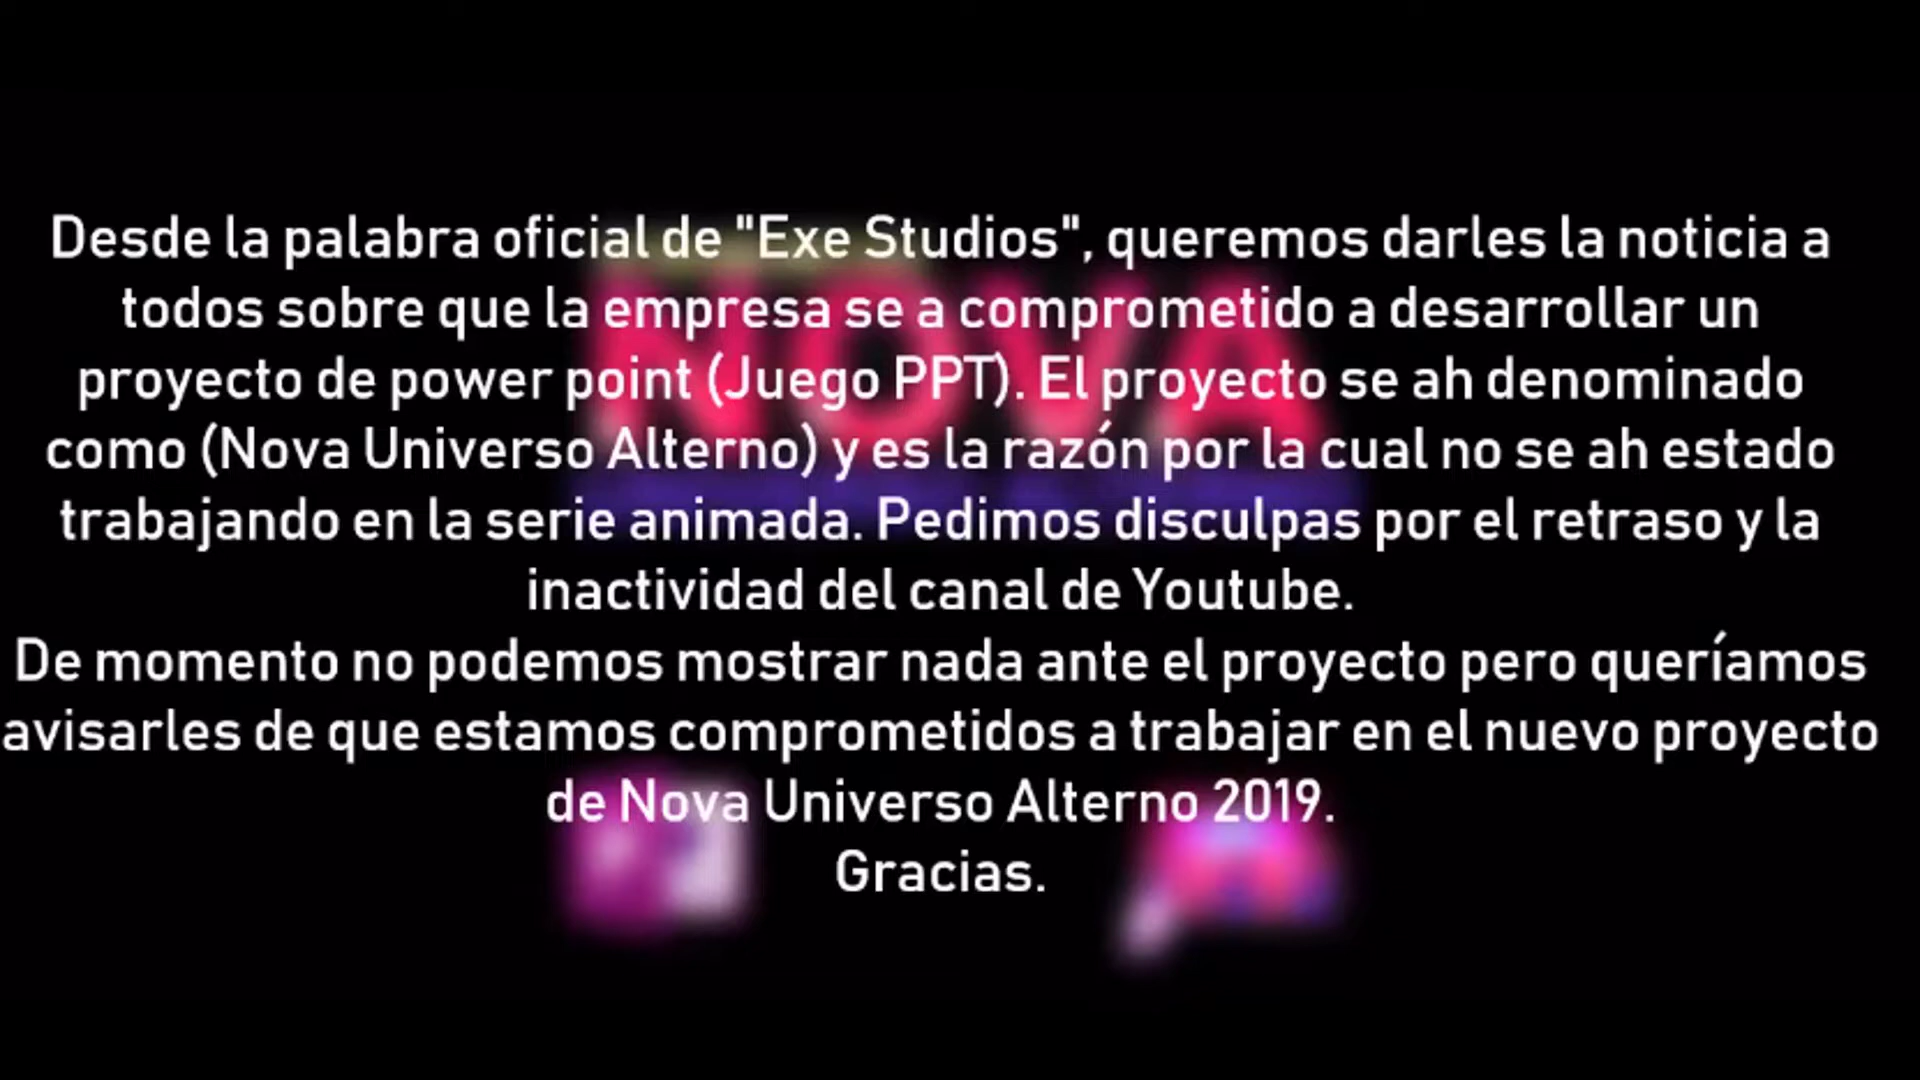 Desde la palabra oficial de "Exe Studios", queremos darles la noticia a
todos sobre que la empresa se a comprometido a desarrollar un
proyecto de power point (Juego PPT). El proyecto se ah denominado
como (Nova Universo Alterno) y es la razón por la cual no se ah estado
trabajando en la serie animada. Pedimos disculpas por el retraso y la
inactividad del canal de Youtube.
De momento no podemos mostrar nada ante el proyecto pero queríamos
avisarles de que estamos comprometidos a trabajar en el nuevo proyecto
de Nova Universo Alterno 2019.
Gracias.
NOVA